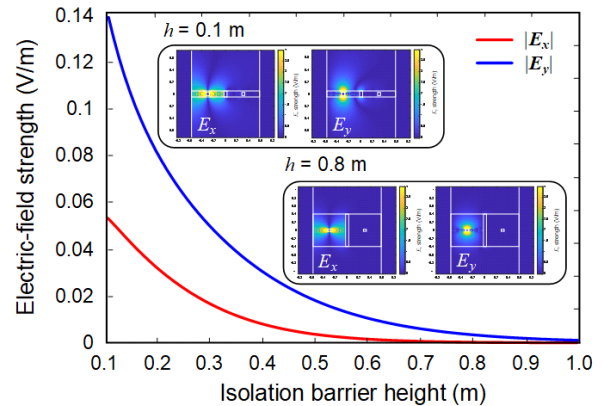 h = 0.1 m
|Ex|
|Ey|
Ex
Ey
h = 0.8 m
Ex
Ey
0.14
0.12
0.10
0.08
0.06
0.04
0.02
0
Electric-field strength (V/m)
0.1 0.2 0.3 0.4 0.5 0.6 0.7 0.8 0.9 1.0
Isolation barrier height (m)